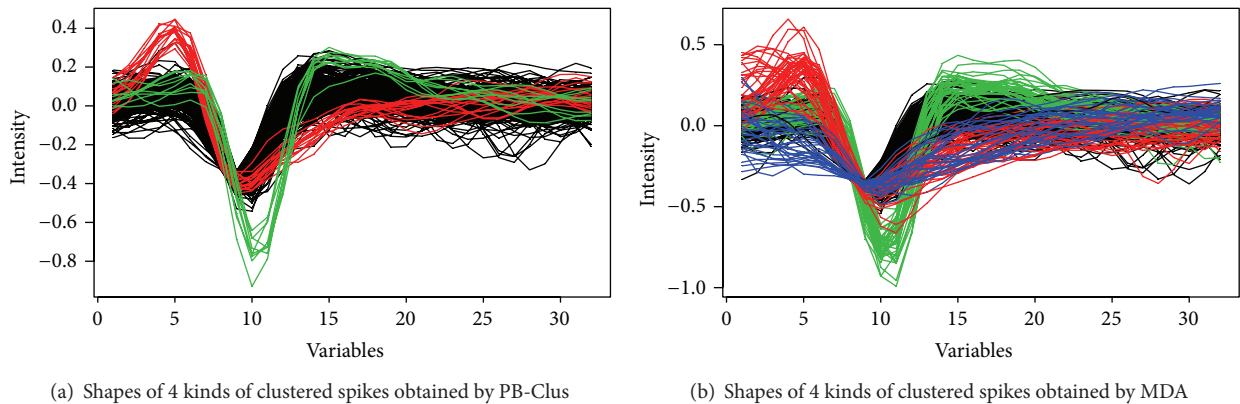 0.4
0.2
0.0
−0.2
−0.4
−0.6
−0.8
Intensity
0 5 10 15 20 25 30
Variables
(a) Shapes of 4 kinds of clustered spikes obtained by PB-Clus
0.5
0.0
−0.5
−1.0
Intensity
0 5 10 15 20 25 30
Variables
(b) Shapes of 4 kinds of clustered spikes obtained by MDA